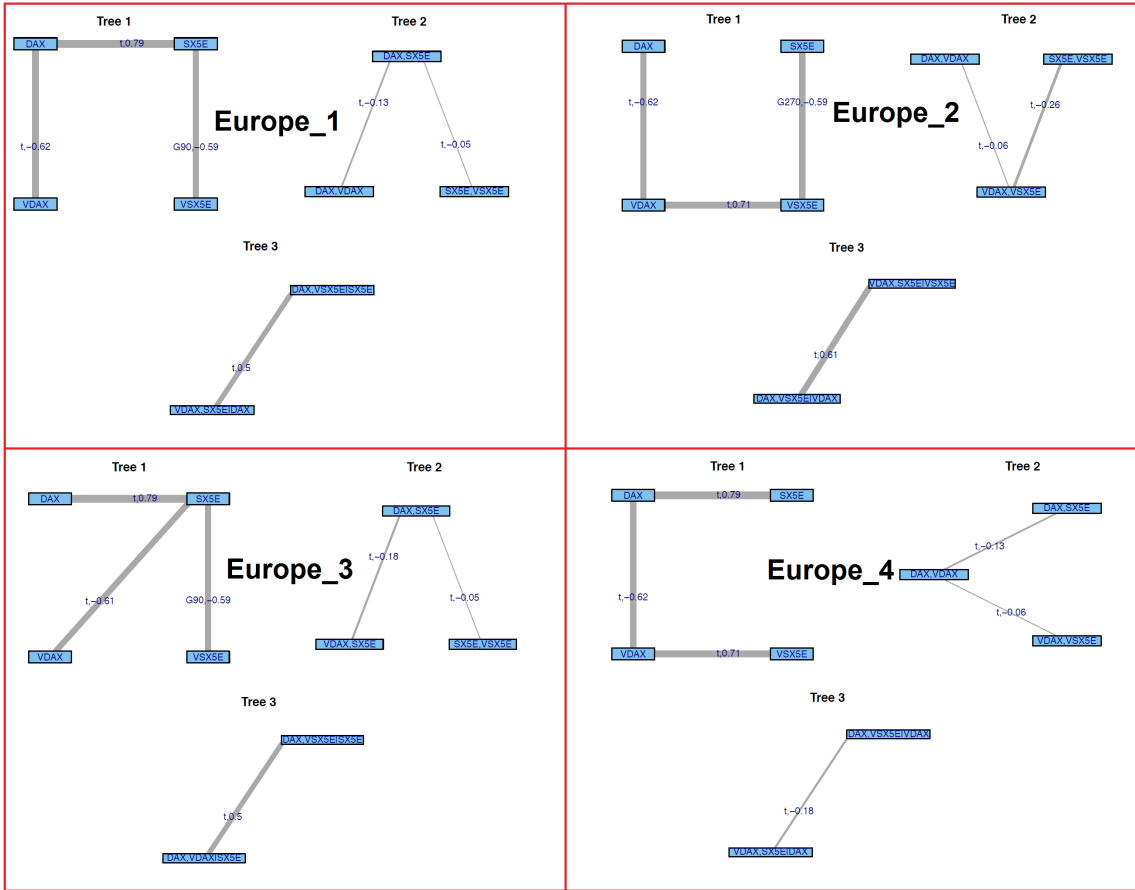 Tree 1
Tree 2
DAX
t,0.79
SX5E
DAX,SX5E
t,−0.13
t,−0.62
G90,−0.59
Europe_1
t,−0.05
DAX,VDAX
SX5E,VSX5E
VDAX
VSX5E
Tree 3
DAX,VSX5E|SX5E
t,0.5
VDAX,SX5E|DAX
Tree 1
Tree 2
DAX
SX5E
DAX,VDAX
SX5E,VSX5E
t,−0.62
G270,−0.59
Europe_2
t,−0.26
t,−0.06
VDAX,VSX5E
VDAX
t,0.71
VSX5E
Tree 3
VDAX,SX5E|VSX5E
t,0.61
DAX,VSX5E|VDAX
Tree 1
Tree 2
DAX
t,0.79
SX5E
DAX,SX5E
t,−0.18
Europe_3
t,−0.61
G90,−0.59
t,−0.05
VDAX,SX5E
SX5E,VSX5E
VDAX
VSX5E
Tree 3
DAX,VSX5E|SX5E
t,0.5
DAX,VDAX|SX5E
Tree 1
Tree 2
DAX
t,0.79
SX5E
DAX,SX5E
t,−0.13
Europe_4
DAX,VDAX
t,−0.62
t,−0.06
VDAX,VSX5E
VDAX
t,0.71
VSX5E
Tree 3
DAX,VSX5E|VDAX
t,−0.18
VDAX,SX5E|DAX